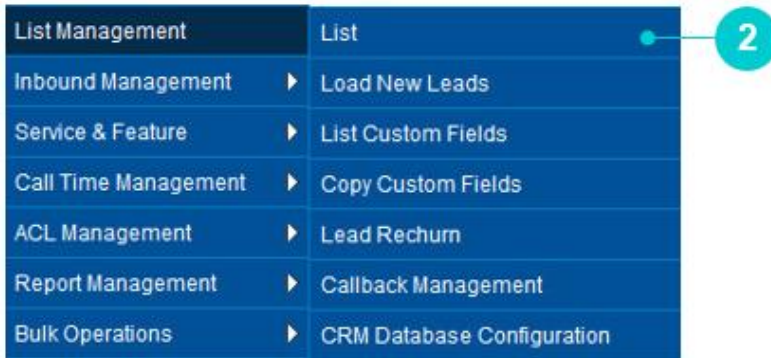 List Management
List
2
Inbound Management
Load New Leads
Service & Feature
List Custom Fields
Call Time Management
Copy Custom Fields
ACL Management
Lead Rechurn
Report Management
Callback Management
Bulk Operations
CRM Database Configuration